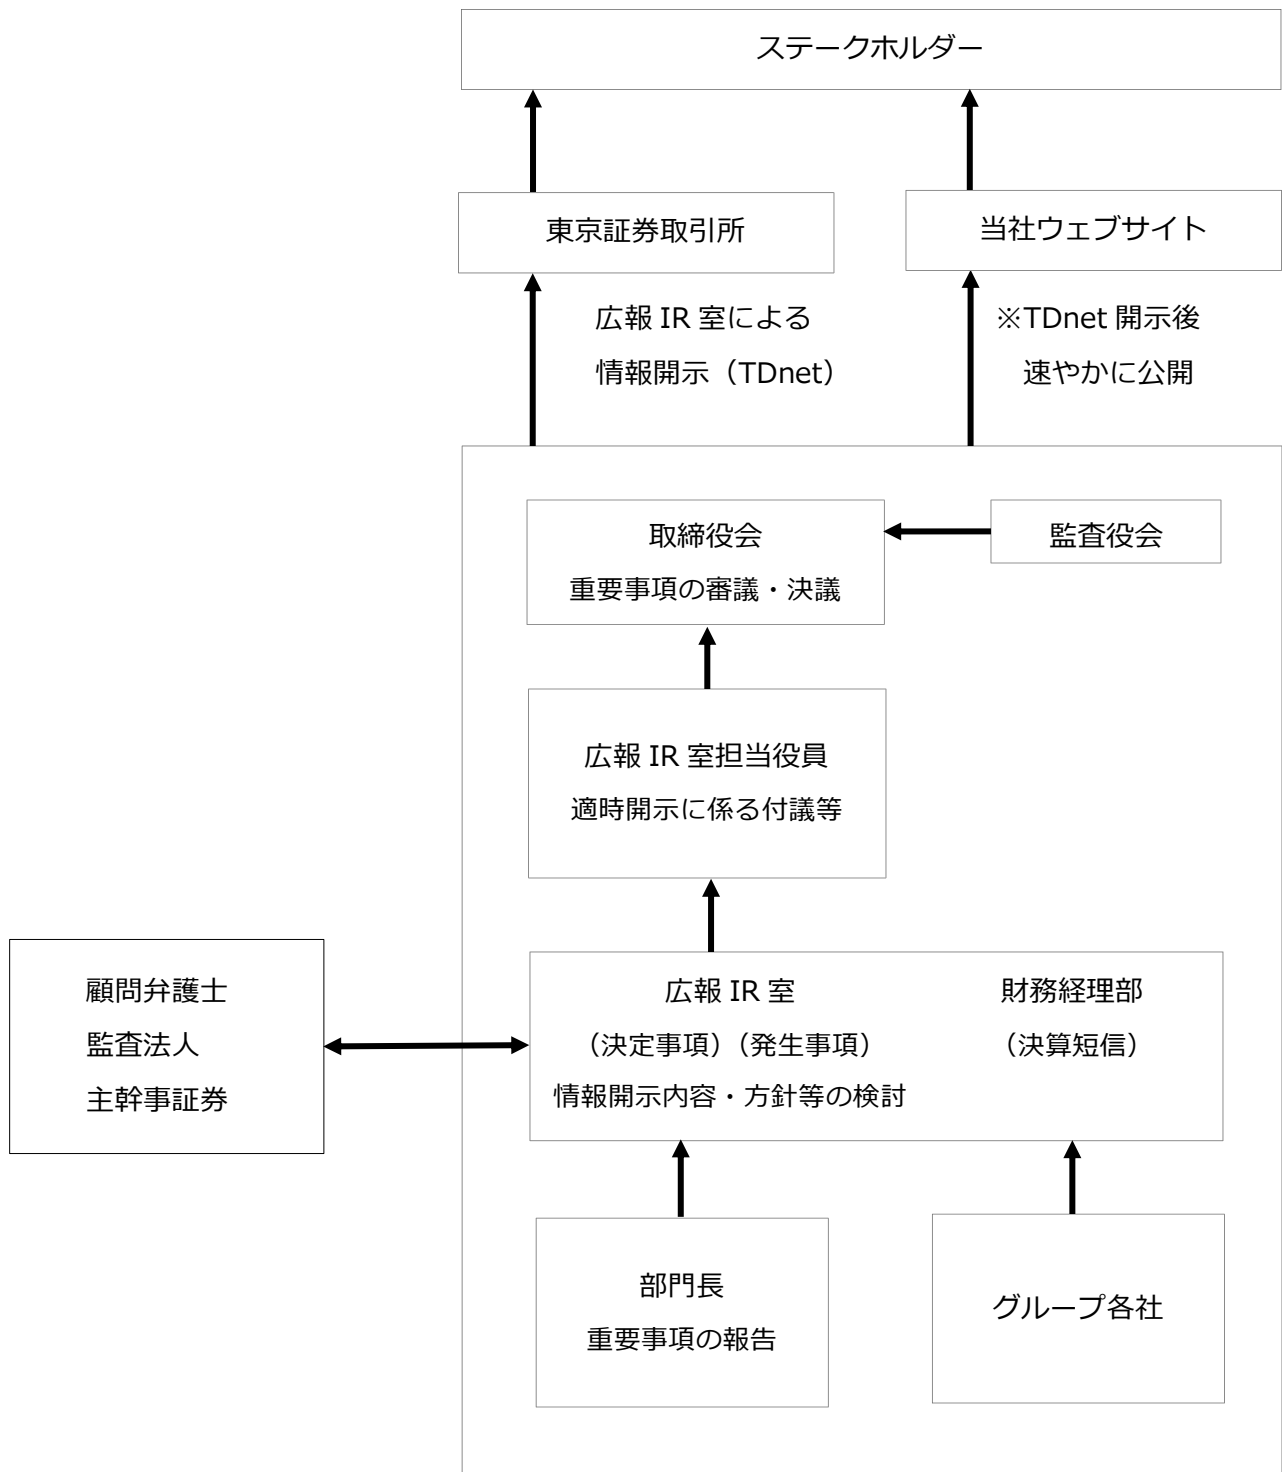 ステークホルダー
東京証券取引所
当社ウェブサイト
広報 IR 室による
情報開示（TDnet）
※TDnet 開示後
速やかに公開
取締役会
重要事項の審議・決議
監査役会
広報 IR 室担当役員
適時開示に係る付議等
顧問弁護士
監査法人
主幹事証券
広報 IR 室
（決定事項）（発生事項）
情報開示内容・方針等の検討
財務経理部
（決算短信）
部門長
重要事項の報告
グループ各社